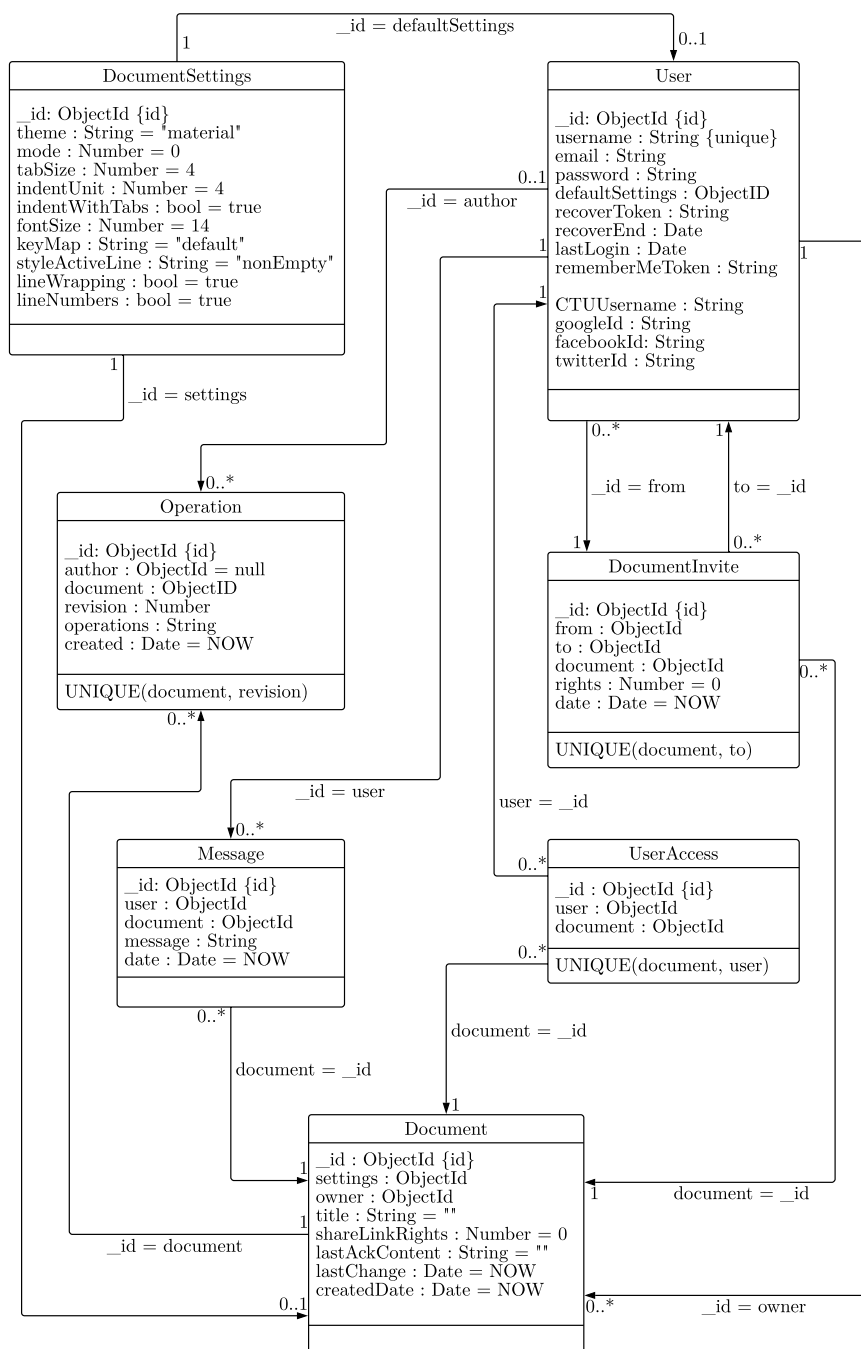 _id = defaultSettings
1
0..1
DocumentSettings
_id: ObjectId {id}
theme : String = "material"
mode : Number = 0
tabSize : Number = 4
indentUnit : Number = 4
indentWithTabs : bool = true
fontSize : Number = 14
keyMap : String = "default"
styleActiveLine : String = "nonEmpty"
lineWrapping : bool = true
lineNumbers : bool = true
User
_id: ObjectId {id}
username : String {unique}
email : String
password : String
defaultSettings : ObjectID
recoverToken : String
recoverEnd : Date
lastLogin : Date
rememberMeToken : String
CTUUsername : String
googleId : String
facebookId: String
twitterId : String
0..1
_id = author
1
1
1
1
_id = settings
0..*
1
_id = from
to = _id
0..*
Operation
_id: ObjectId {id}
author : ObjectId = null
document : ObjectID
revision : Number
operations : String
created : Date = NOW
UNIQUE(document, revision)
0..*
1
0..*
DocumentInvite
_id: ObjectId {id}
from : ObjectId
to : ObjectId
document : ObjectId
rights : Number = 0
date : Date = NOW
UNIQUE(document, to)
0..*
_id = user
user = _id
0..*
Message
_id: ObjectId {id}
user : ObjectId
document : ObjectId
message : String
date : Date = NOW
0..*
UserAccess
_id : ObjectId {id}
user : ObjectId
document : ObjectId
UNIQUE(document, user)
0..*
0..*
document = _id
document = _id
1
Document
_id : ObjectId {id}
settings : ObjectId
owner : ObjectId
title : String = ""
shareLinkRights : Number = 0
lastAckContent : String = ""
lastChange : Date = NOW
createdDate : Date = NOW
1
1
_id = document
0..1
1
document = _id
0..*
_id = owner